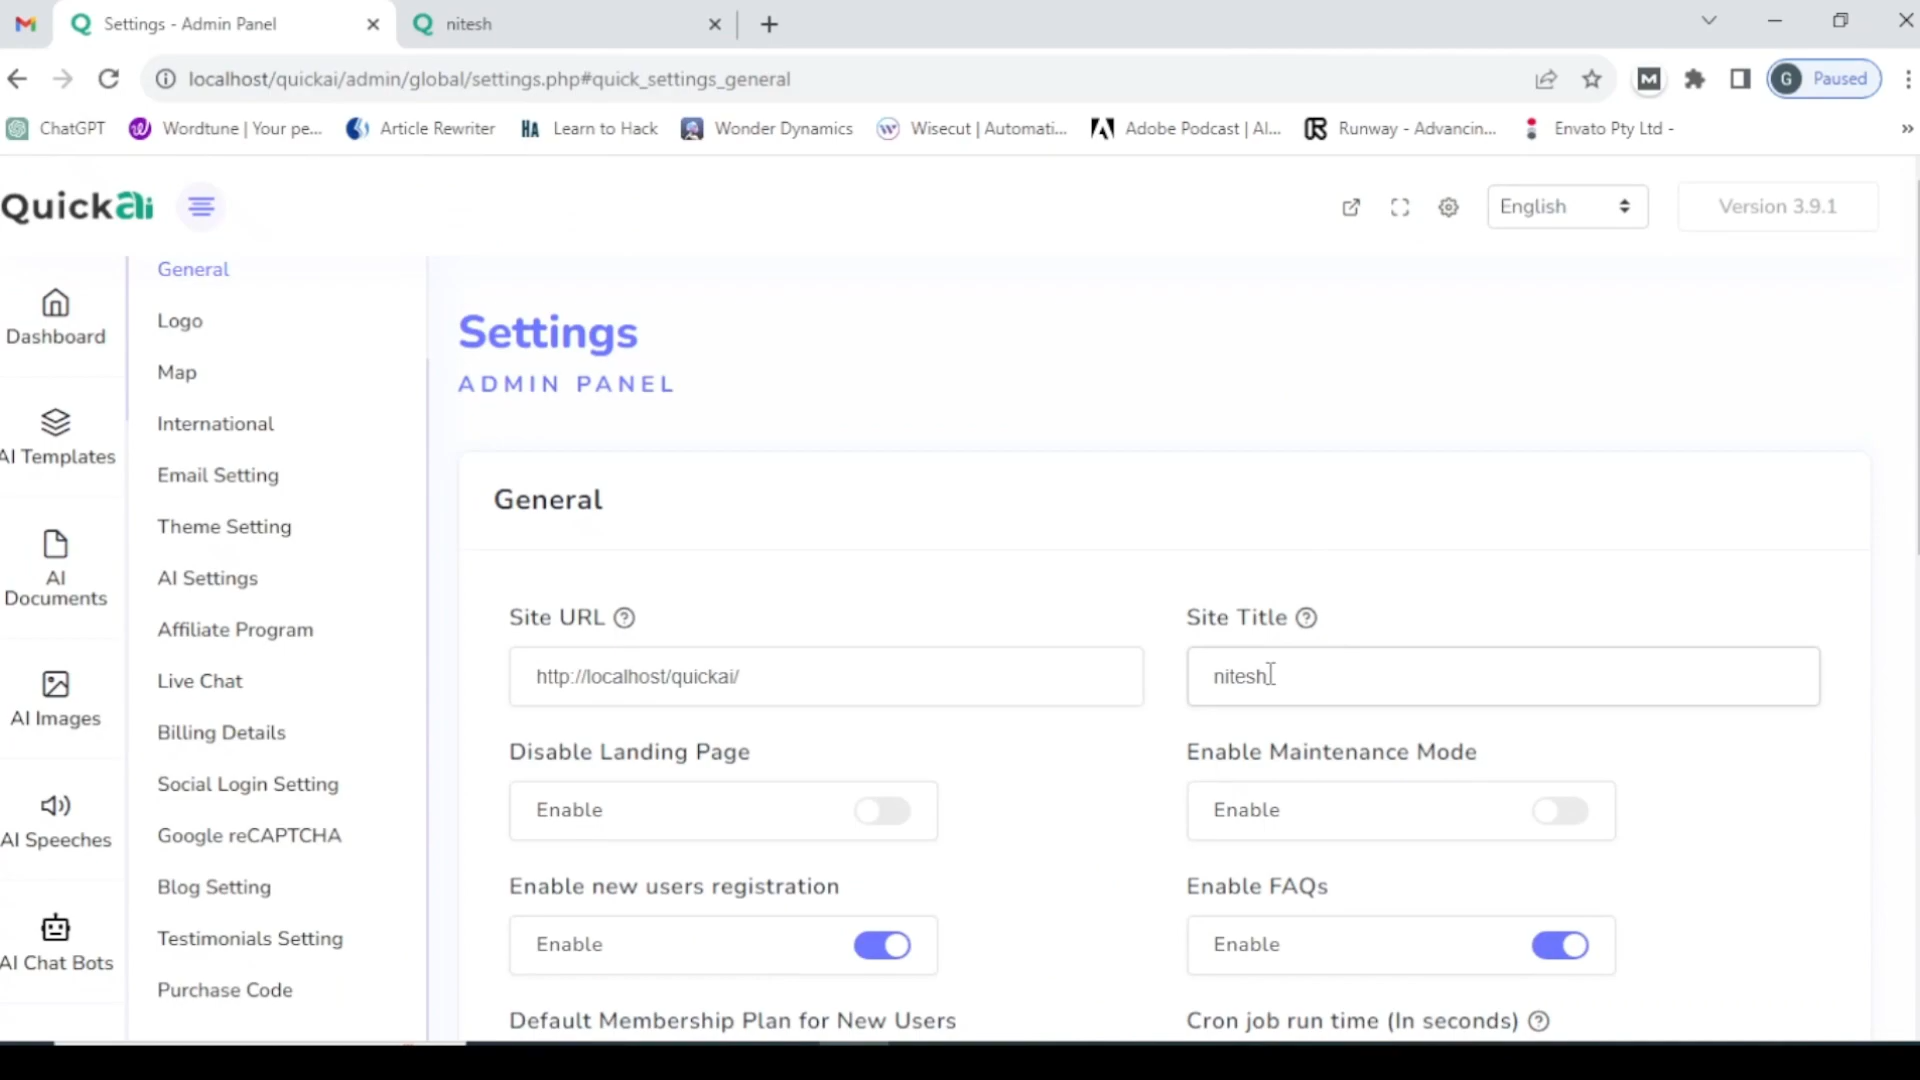 Settings - Admin Panel
nitesh
localhost/quickai/admin/global/settings.php#quick_settings_general
G Paused
ChatGPT
Wordtune | Your pe...
Article Rewriter
HA Learn to Hack
Wonder Dynamics
Wisecut | Automati...
Adobe Podcast | AI...
Runway - Advancin...
Envato Pty Ltd -
»
Quickai
English
Version 3.9.1
Dashboard
AI Templates
AI
Documents
AI Images
AI Speeches
AI Chat Bots
General
Logo
Map
International
Email Setting
Theme Setting
AI Settings
Affiliate Program
Live Chat
Billing Details
Social Login Setting
Google reCAPTCHA
Blog Setting
Testimonials Setting
Purchase Code
Settings
ADMIN PANEL
General
Site URL ?
http://localhost/quickai/
Site Title ?
nitesh
Disable Landing Page
Enable
Enable Maintenance Mode
Enable
Enable new users registration
Enable
Enable FAQs
Enable
Default Membership Plan for New Users
Cron job run time (In seconds) ?